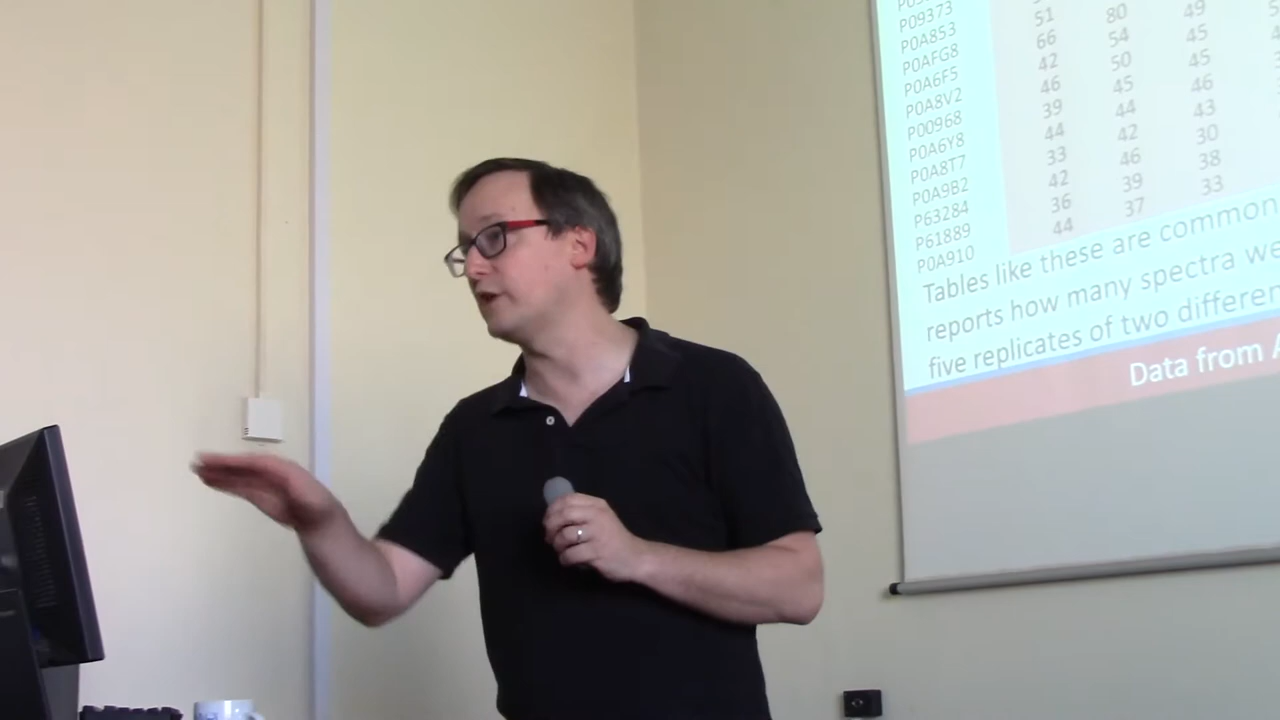 P09373
P0A853
P0AFG8 51
P0A6F5 66 80
P0A8V2 42 54 49
P00968 46 50 45
P0A6Y8 39 45 45
P0A8T7 44 44 46
P0A9B2 33 42 43
P63284 42 46 30
P61889 36 39 38
P0A910 44 37 33
Tables like these are common
reports how many spectra we
five replicates of two differen
Data from A